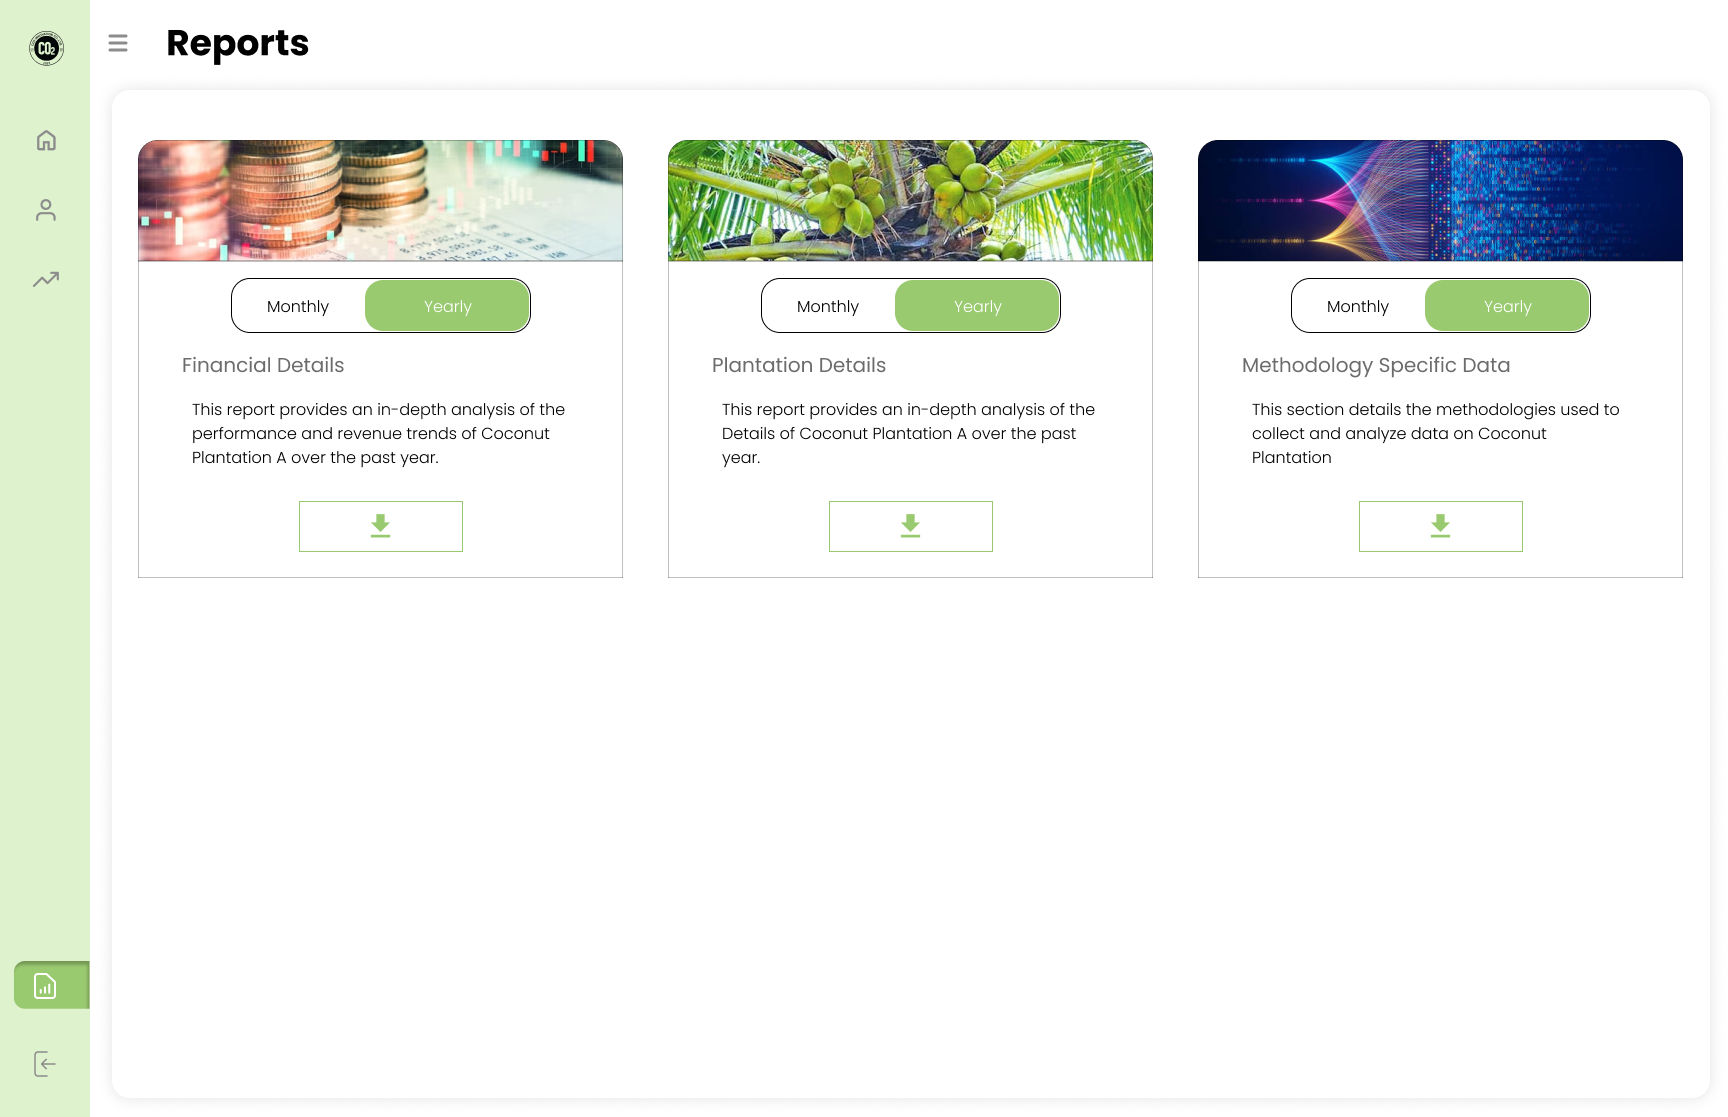 CO2
Reports
Monthly
Yearly
Financial Details
This report provides an in-depth analysis of the
performance and revenue trends of Coconut
Plantation A over the past year.
Monthly
Yearly
Plantation Details
This report provides an in-depth analysis of the
Details of Coconut Plantation A over the past
year.
Monthly
Yearly
Methodology Specific Data
This section details the methodologies used to
collect and analyze data on Coconut
Plantation